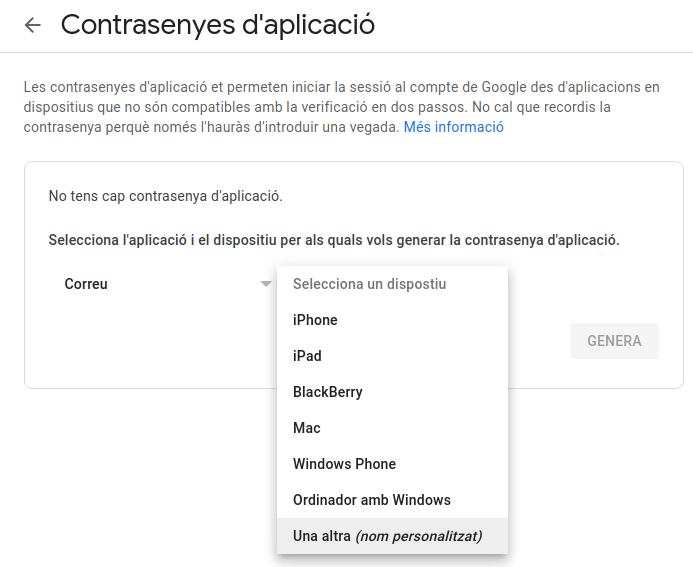 Contrasenyes d'aplicació
Les contrasenyes d'aplicació et permeten iniciar la sessió al compte de Google des d'aplicacions en
dispositius que no són compatibles amb la verificació en dos passos. No cal que recordis la
contrasenya perquè només l'hauràs d'introduir una vegada. Més informació
No tens cap contrasenya d'aplicació.
Selecciona l'aplicació i el dispositiu per als quals vols generar la contrasenya d'aplicació.
Correu
Selecciona un dispostiu
iPhone
iPad
BlackBerry
Mac
Windows Phone
Ordinador amb Windows
Una altra (nom personalitzat)
GENERA